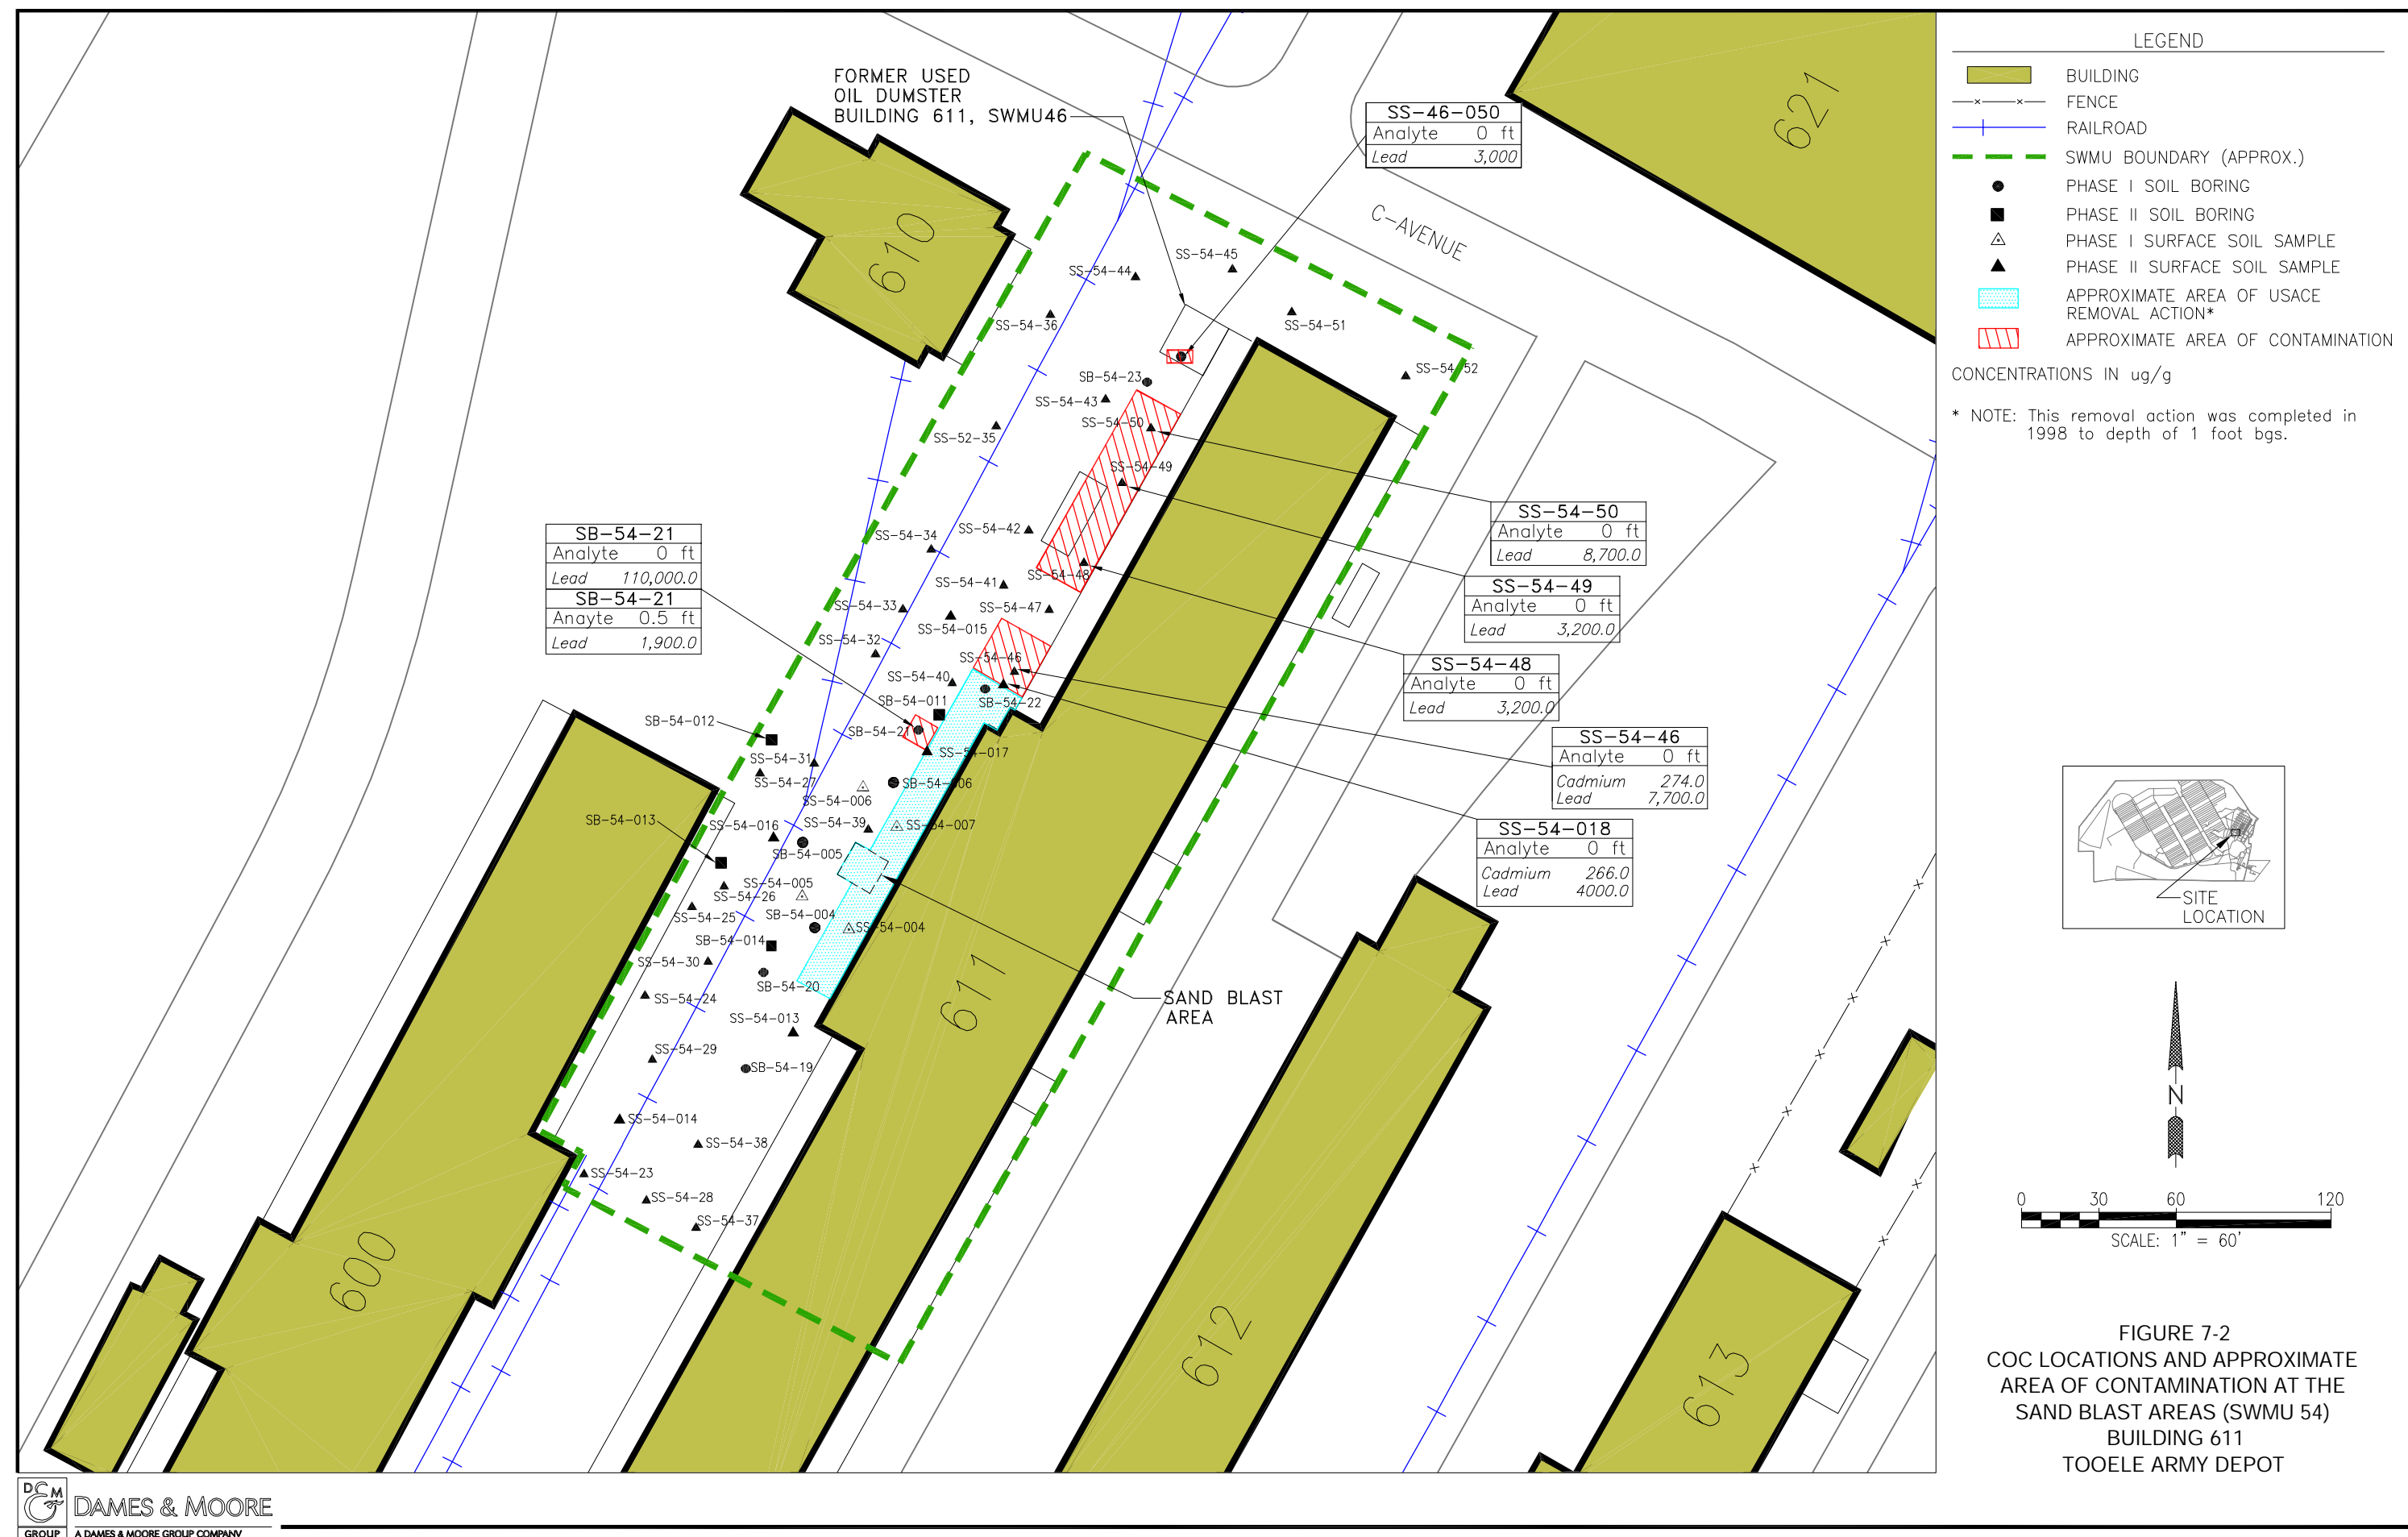 FORMER USED
OIL DUMSTER
BUILDING 611, SWMU46
SS-46-050
Analyte 0 ft
Lead 3,000
C-AVENUE
621
610
SS-54-45
SS-54-44
SS-54-36
SS-54-51
SS-54-52
SB-54-23
SS-54-43
SS-54-50
SS-52-35
SS-54-49
SS-54-42
SS-54-34
SS-54-48
SS-54-41
SS-54-33
SS-54-47
SS-54-015
SS-54-32
SS-54-46
SS-54-40
SB-54-011
SB-54-22
SB-54-012
SB-54-21
SS-54-017
SS-54-31
SS-54-27
SB-54-006
SS-54-006
SB-54-013
SS-54-016
SS-54-39
SS-54-007
SB-54-005
SS-54-005
SS-54-26
SS-54-25
SB-54-004
SS-54-004
SB-54-014
SS-54-30
SB-54-20
SS-54-24
SS-54-013
SS-54-29
SB-54-19
SS-54-014
SS-54-38
SS-54-23
SS-54-28
SS-54-37
SB-54-21
Analyte 0 ft
Lead 110,000.0
SB-54-21
Anayte 0.5 ft
Lead 1,900.0
SS-54-50
Analyte 0 ft
Lead 8,700.0
SS-54-49
Analyte 0 ft
Lead 3,200.0
SS-54-48
Analyte 0 ft
Lead 3,200.0
SS-54-46
Analyte 0 ft
Cadmium 274.0
Lead 7,700.0
SS-54-018
Analyte 0 ft
Cadmium 266.0
Lead 4000.0
SAND BLAST
AREA
611
600
612
613
LEGEND
BUILDING
FENCE
RAILROAD
SWMU BOUNDARY (APPROX.)
PHASE I SOIL BORING
PHASE II SOIL BORING
PHASE I SURFACE SOIL SAMPLE
PHASE II SURFACE SOIL SAMPLE
APPROXIMATE AREA OF USACE
REMOVAL ACTION*
APPROXIMATE AREA OF CONTAMINATION
CONCENTRATIONS IN ug/g
* NOTE: This removal action was completed in
1998 to depth of 1 foot bgs.
SITE
LOCATION
N
0 30 60 120
SCALE: 1" = 60'
FIGURE 7-2
COC LOCATIONS AND APPROXIMATE
AREA OF CONTAMINATION AT THE
SAND BLAST AREAS (SWMU 54)
BUILDING 611
TOOELE ARMY DEPOT
D&M
GROUP
DAMES & MOORE
A DAMES & MOORE GROUP COMPANY